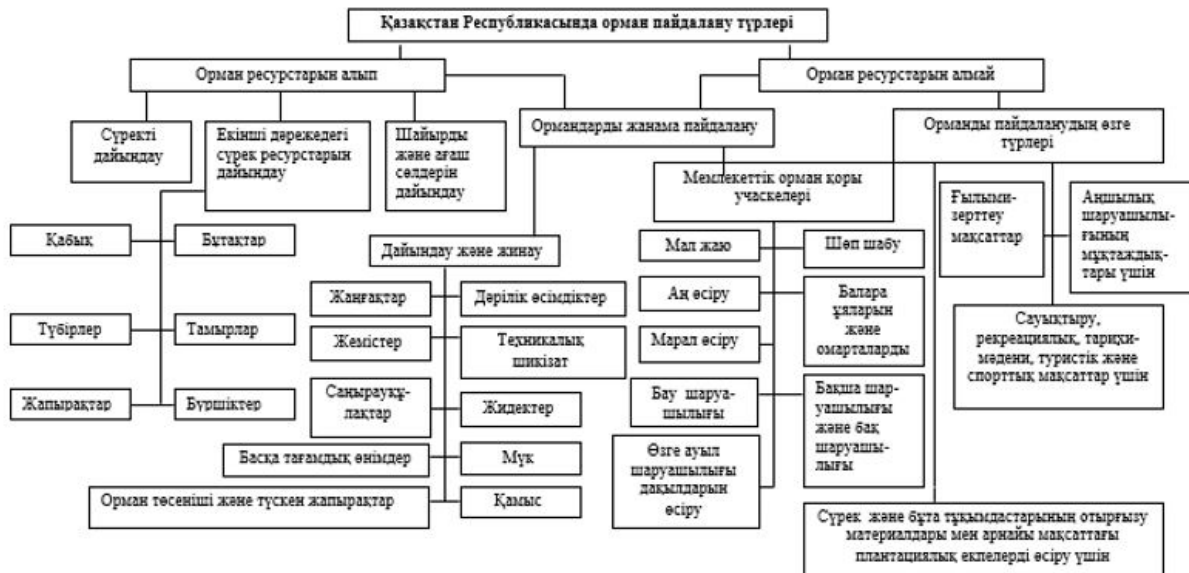 Қазақстан Республикасында орман пайдалану түрлері
Орман ресурстарын алып
Орман ресурстарын алмай
Сүректі
дайындау
Екінші дәрежедегі
сүрек ресурстарын
дайындау
Шайырды
және ағаш
сөлдерін
дайындау
Ормандарды жанама пайдалану
Орманды пайдаланудың өзге
түрлері
Қабық
Бұтақтар
Түбірлер
Тамырлар
Жапырақтар
Бүршіктер
Дайындау және жинау
Жаңғақтар
Дәрілік өсімдіктер
Жемістер
Техникалық
шикізат
Саңырауқұ-
лақтар
Жидектер
Басқа тағамдық өнімдер
Мүк
Орман төсеніші және түскен жапырақтар
Қамыс
Мемлекеттік орман қоры
учаскелері
Мал жаю
Шөп шабу
Аң өсіру
Балара
ұяларын
және
омарталарды
Марал өсіру
Бау шаруа-
шылығы
Бақша шар-
уашылығы
және бақ
шаруашы-
лығы
Өзге ауыл
шаруашылығы
дақылдарын
өсіру
Ғылыми-
зерттеу
мақсаттар
Аңшылық
шаруашылы-
ғының
мұқтаждық-
тары үшін
Сауықтыру,
рекреациялық, тарихи-
мәдени, туристік және
спорттық мақсаттар үшін
Сүрек және бұта тұқымдастарының отырғызу
материалдары мен арнайы мақсаттағы
плантациялық екпелерді өсіру үшін